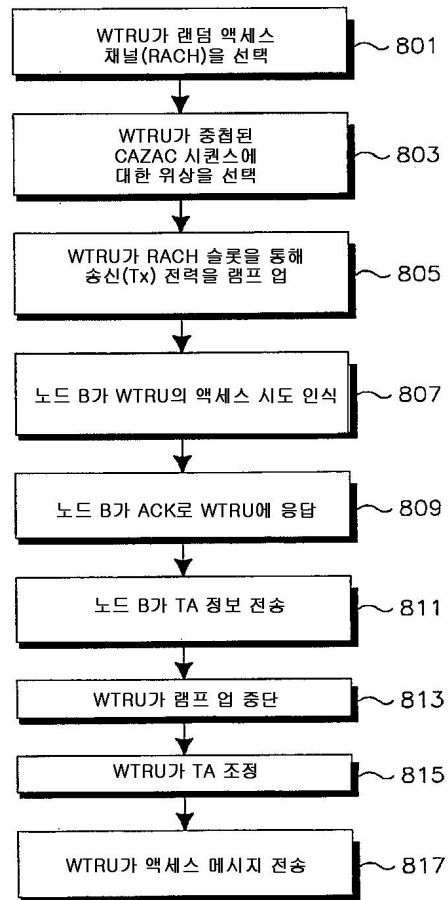 WTRU가 랜덤 액세스
채널(RACH)을 선택
801
WTRU가 중첩된
CAZAC 시퀀스에
대한 위상을 선택
803
WTRU가 RACH 슬롯을 통해
송신(Tx) 전력을 램프 업
805
노드 B가 WTRU의 액세스 시도 인식
807
노드 B가 ACK로 WTRU에 응답
809
노드 B가 TA 정보 전송
811
WTRU가 램프 업 중단
813
WTRU가 TA 조정
815
WTRU가 액세스 메시지 전송
817